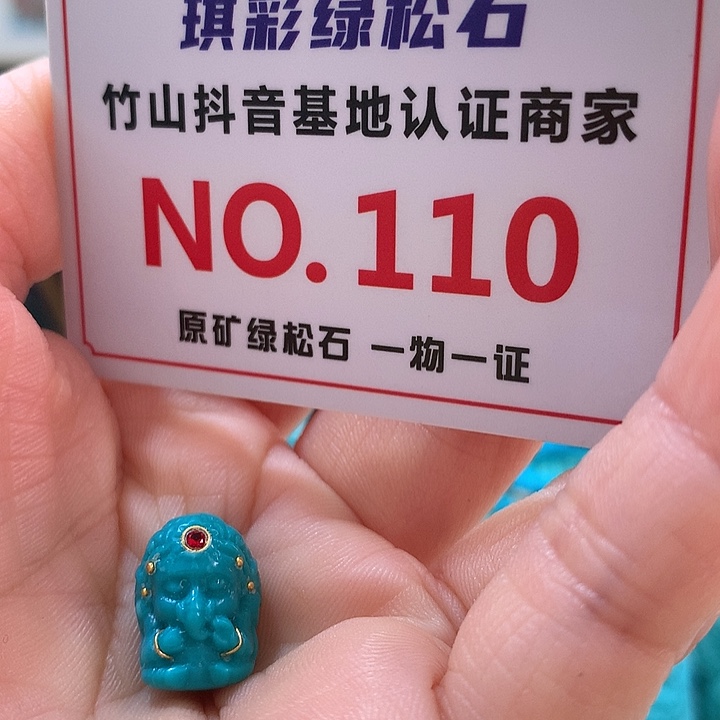 琪彩绿松石
竹山抖音基地认证商家
NO.110
原矿绿松石 一物一证